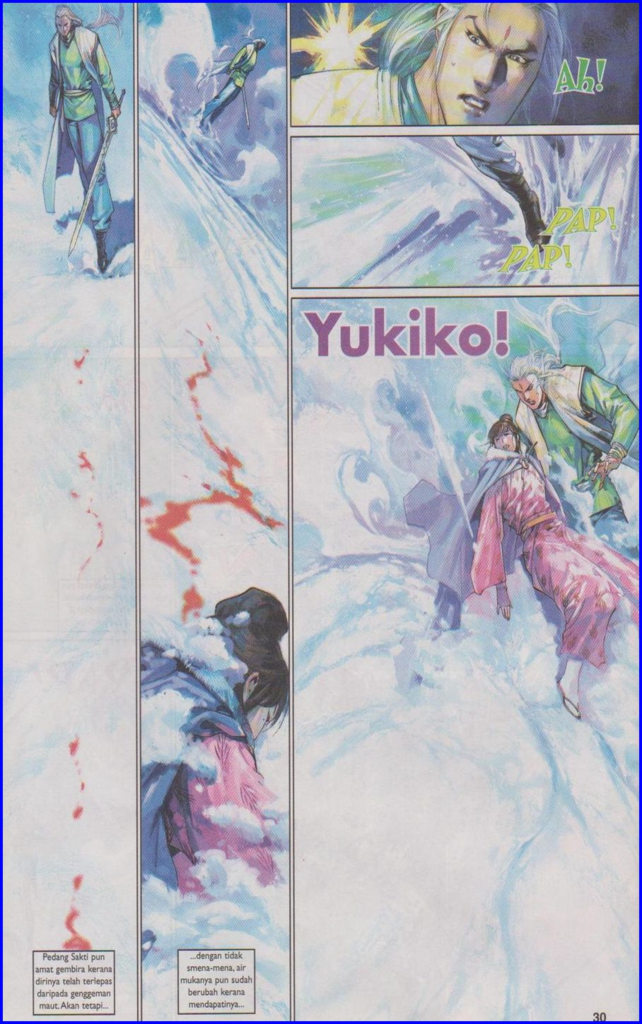 Pedang Sakti pun
amat gembira kerana
dirinya telah terlepas
daripada genggeman
maut. Akan tetapi...
...dengan tidak
smena-mena, air
mukanya pun sudah
berubah kerana
mendapatinya...
Ah!
PAP!
PAP!
Yukiko!
30